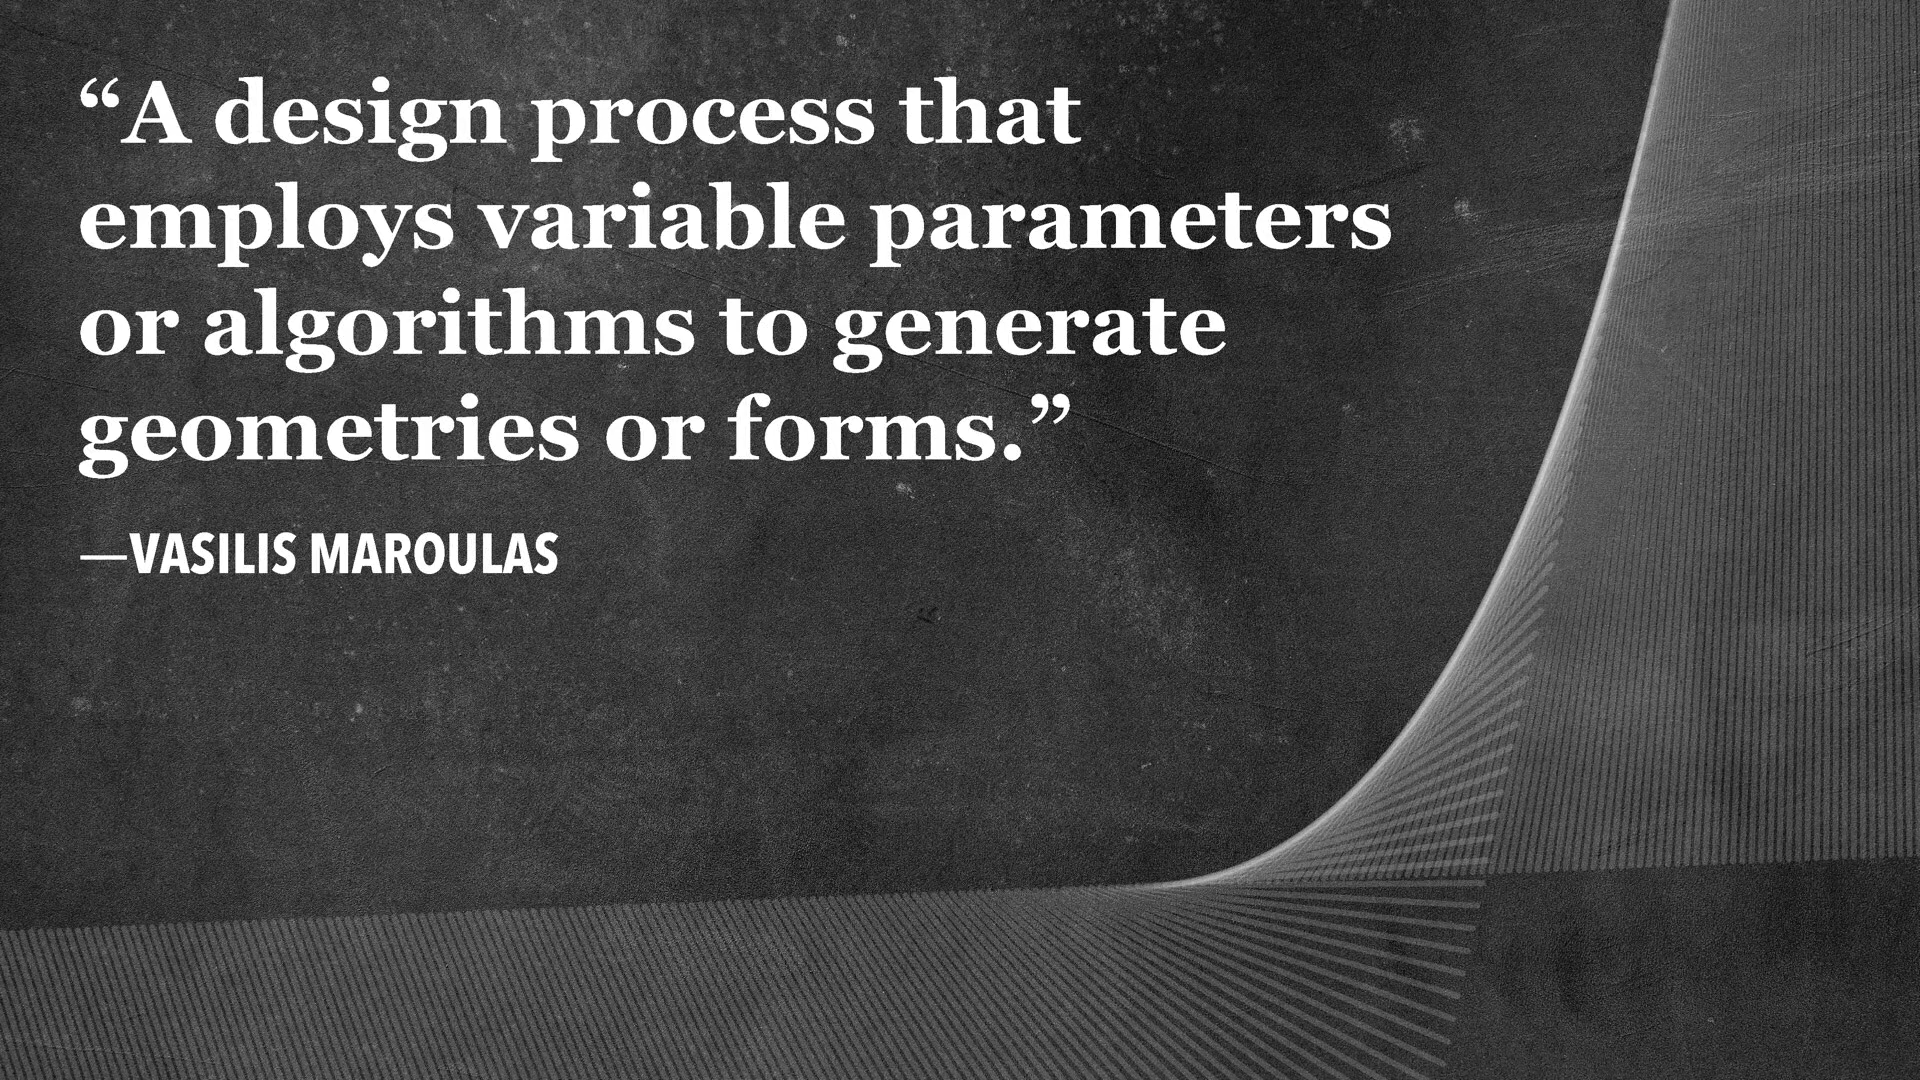 “A design process that
employs variable parameters
or algorithms to generate
geometries or forms.”
—VASILIS MAROULAS